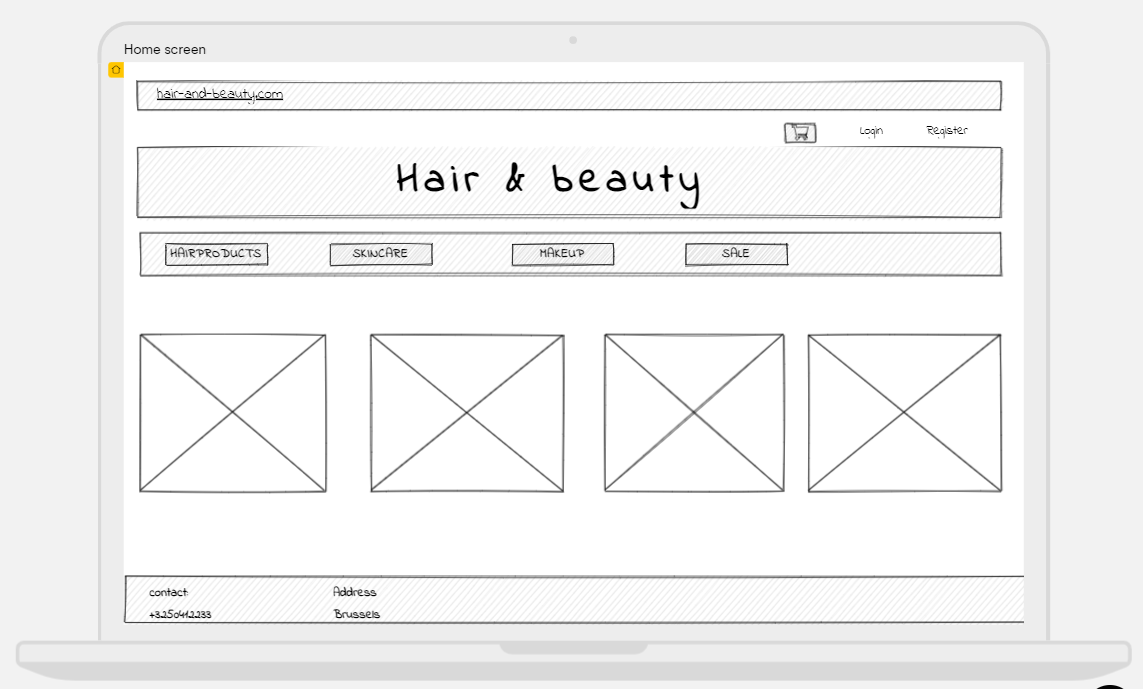 Home screen
hair-and-beauty.com
Login Register
Hair & beauty
HAIRPRODUCTS SKINCARE MAKEUP SALE
contact Address
+3250412233 Brussels